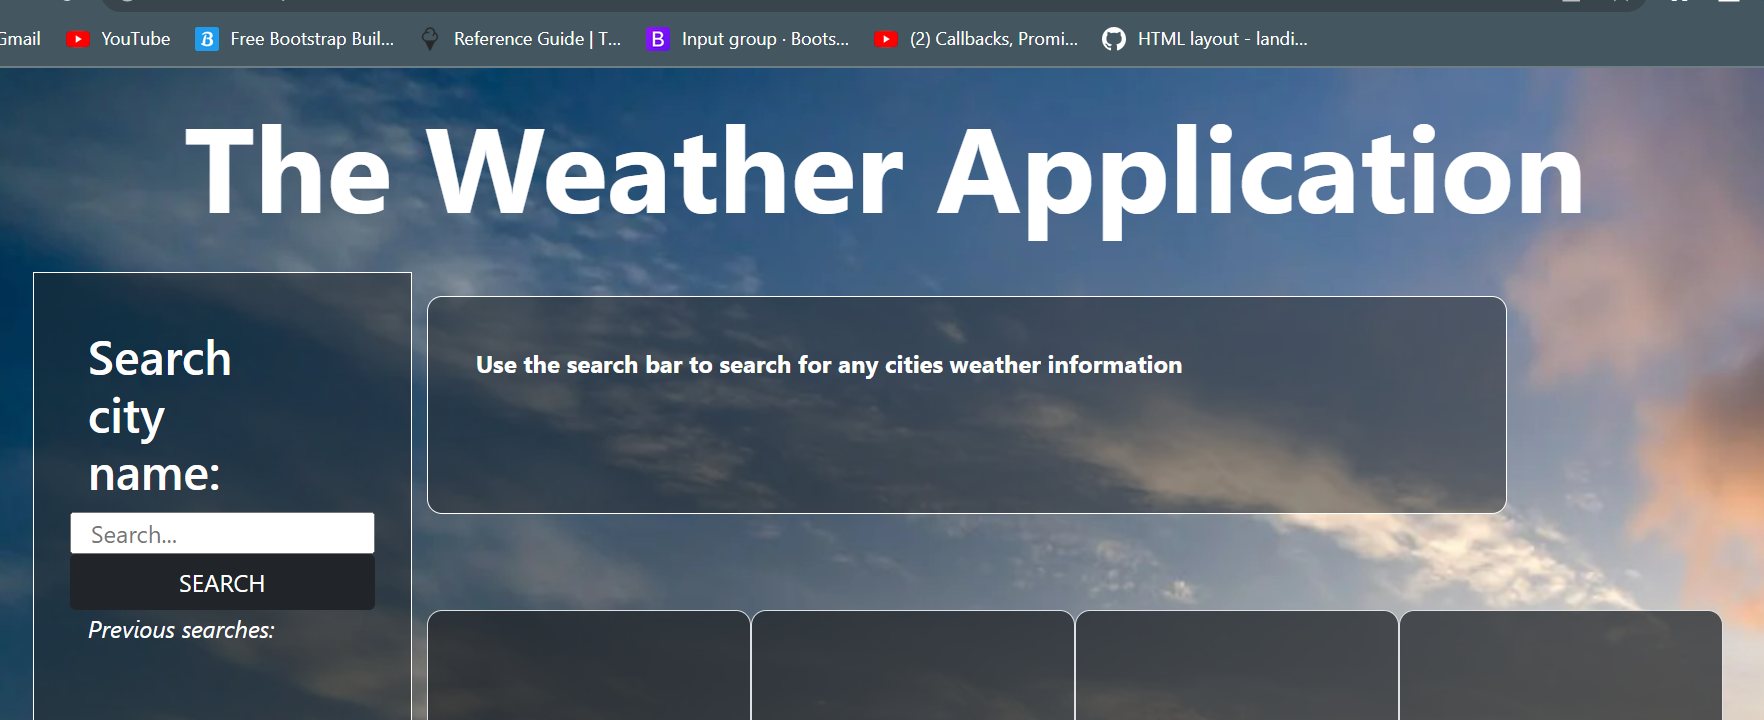 Gmail YouTube Free Bootstrap Buil... Reference Guide | T... Input group · Boots... (2) Callbacks, Promi... HTML layout - landi...
The Weather Application
Search
city
name:
Search...
SEARCH
Previous searches:
Use the search bar to search for any cities weather information